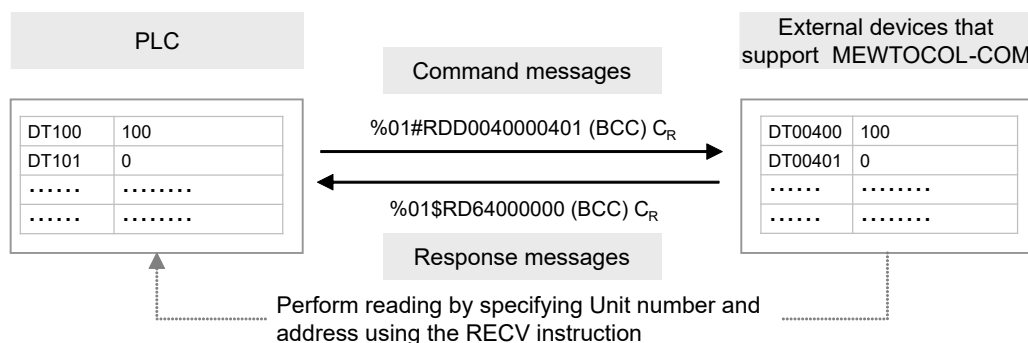 PLC
External devices that
support MEWTOCOL-COM
Command messages
%01#RDD0040000401 (BCC) CR
DT100 100
DT101 0
...... ........
...... ........
DT00400 100
DT00401 0
...... ........
...... ........
%01$RD64000000 (BCC) CR
Response messages
Perform reading by specifying Unit number and
address using the RECV instruction